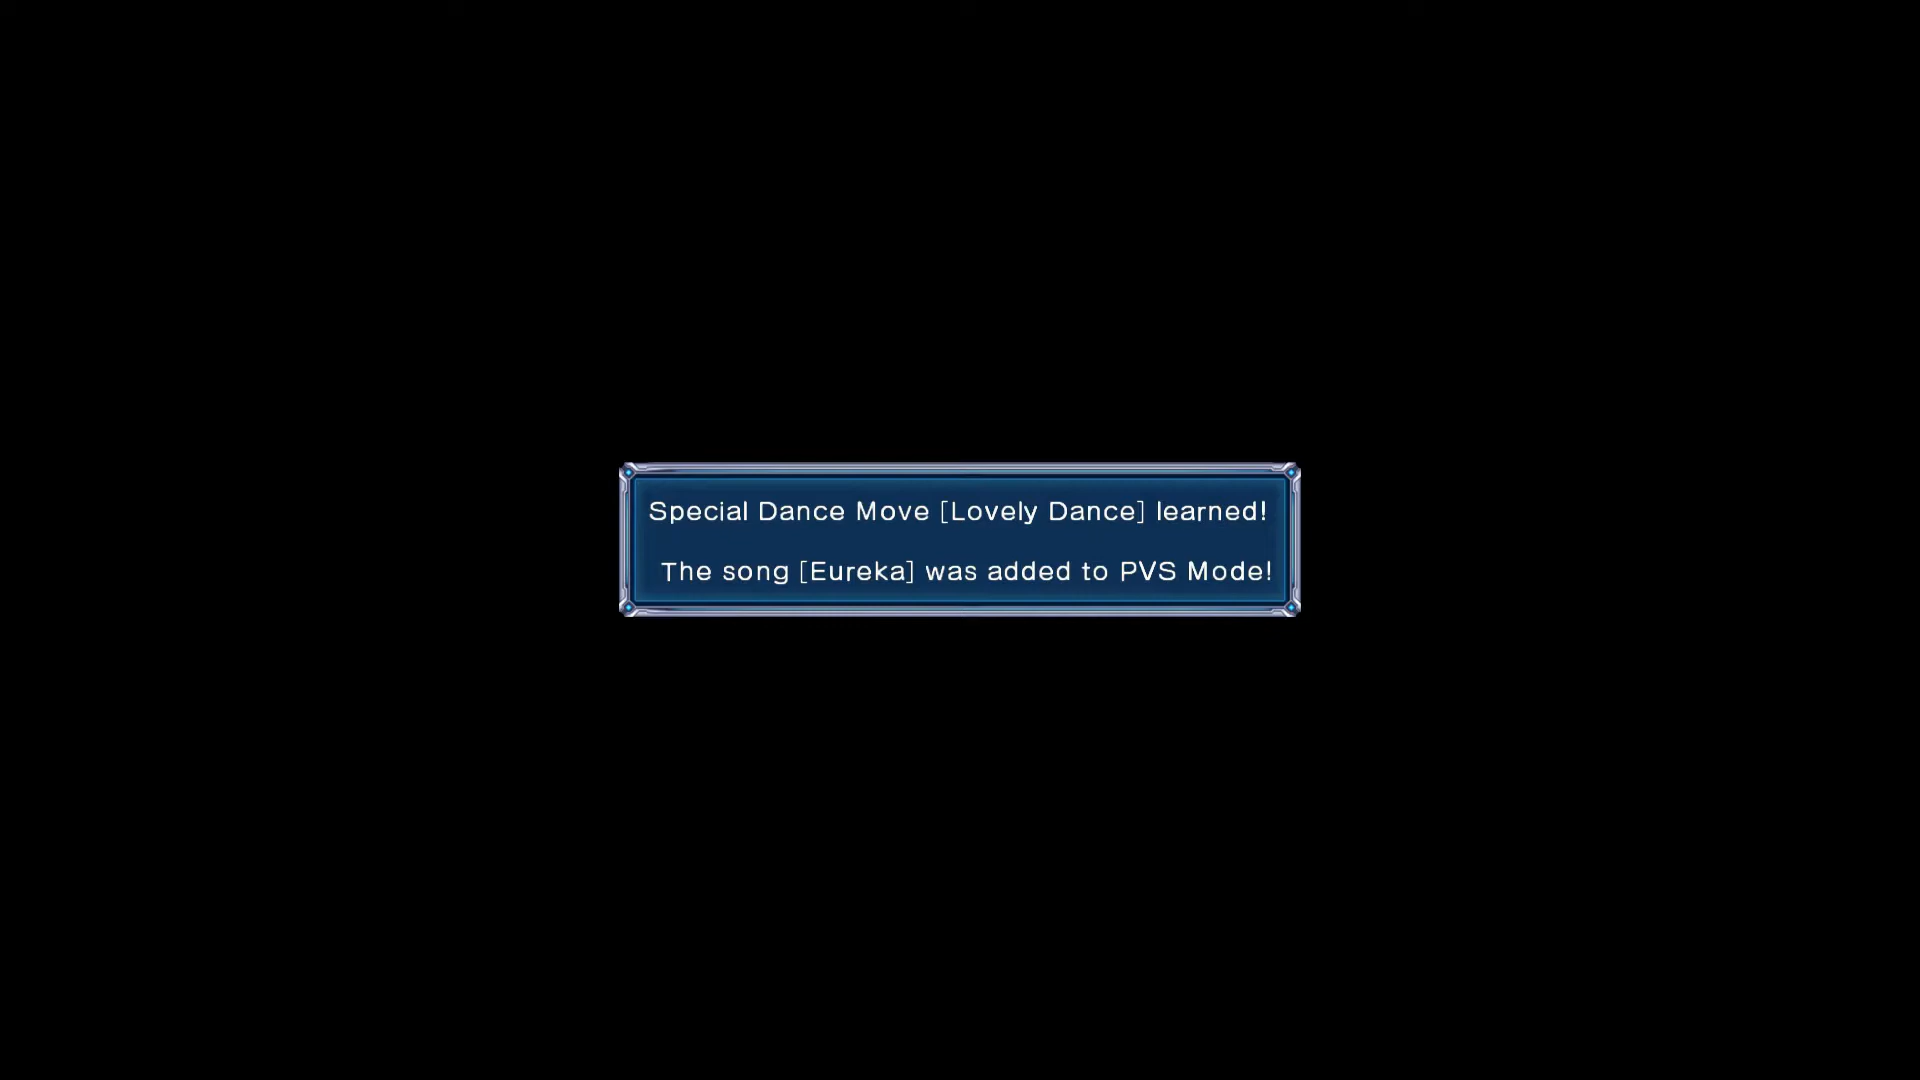 Special Dance Move [Lovely Dance] learned!
The song [Eureka] was added to PVS Mode!